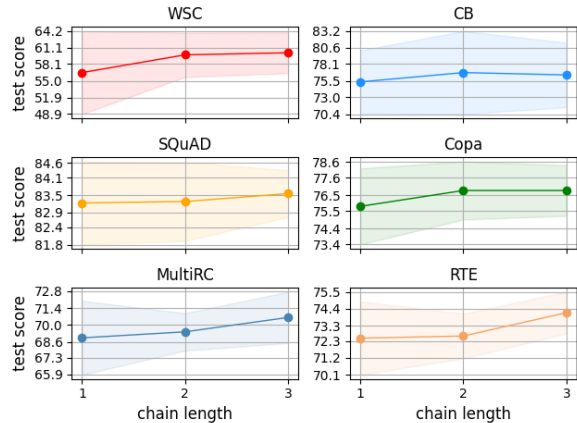 WSC
CB
test score
64.2
61.1
58.1
55.0
51.9
48.9
83.2
80.6
78.1
75.5
73.0
70.4
SQuAD
Copa
test score
84.6
84.1
83.5
82.9
82.4
81.8
78.6
77.6
76.6
75.5
74.5
73.4
MultiRC
RTE
test score
72.8
71.4
70.0
68.6
67.3
65.9
75.5
74.4
73.3
72.2
71.2
70.1
1 2 3
1 2 3
chain length
chain length